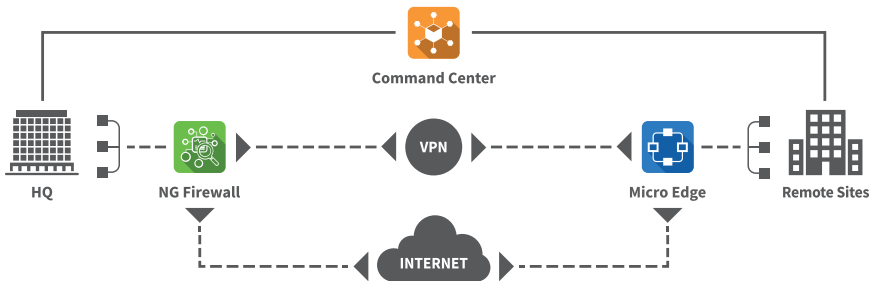 Command Center
VPN
HQ
NG Firewall
Micro Edge
Remote Sites
INTERNET